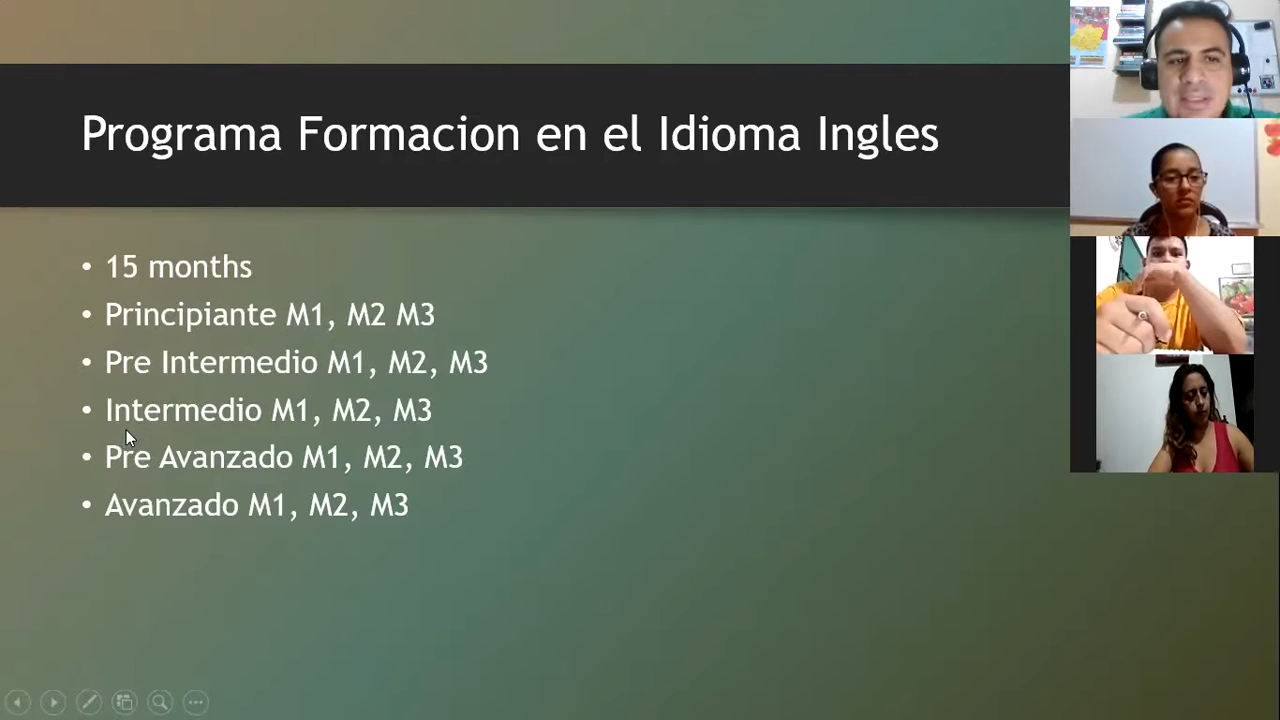 Programa Formacion en el Idioma Ingles
• 15 months
• Principiante M1, M2 M3
• Pre Intermedio M1, M2, M3
• Intermedio M1, M2, M3
• Pre Avanzado M1, M2, M3
• Avanzado M1, M2, M3